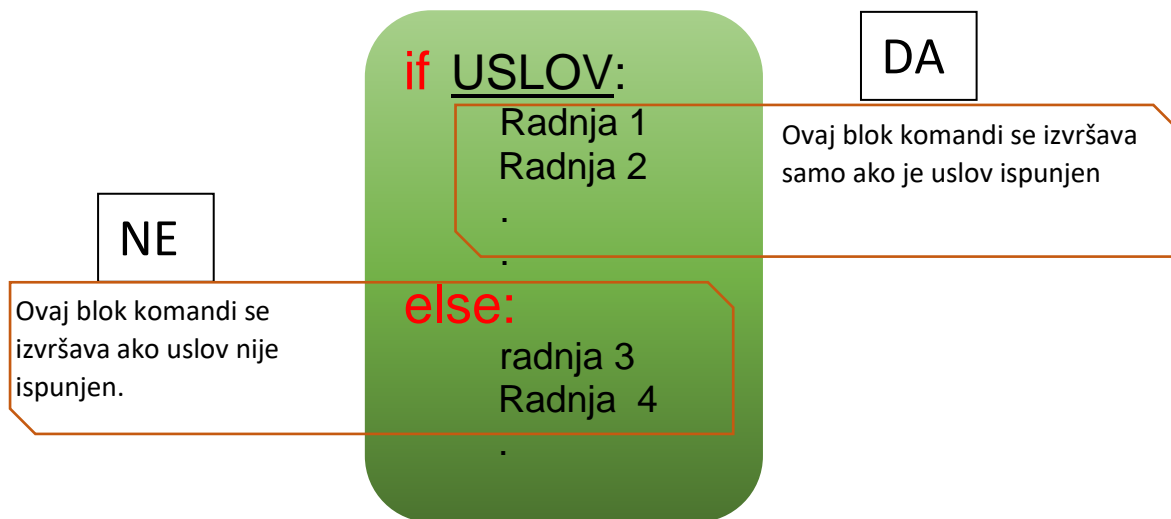 if USLOV:
Radnja 1
Radnja 2
.
.
else:
radnja 3
Radnja  4
.
DA
Ovaj blok komandi se izvršava
samo ako je uslov ispunjen
NE
Ovaj blok komandi se
izvršava ako uslov nije
ispunjen.